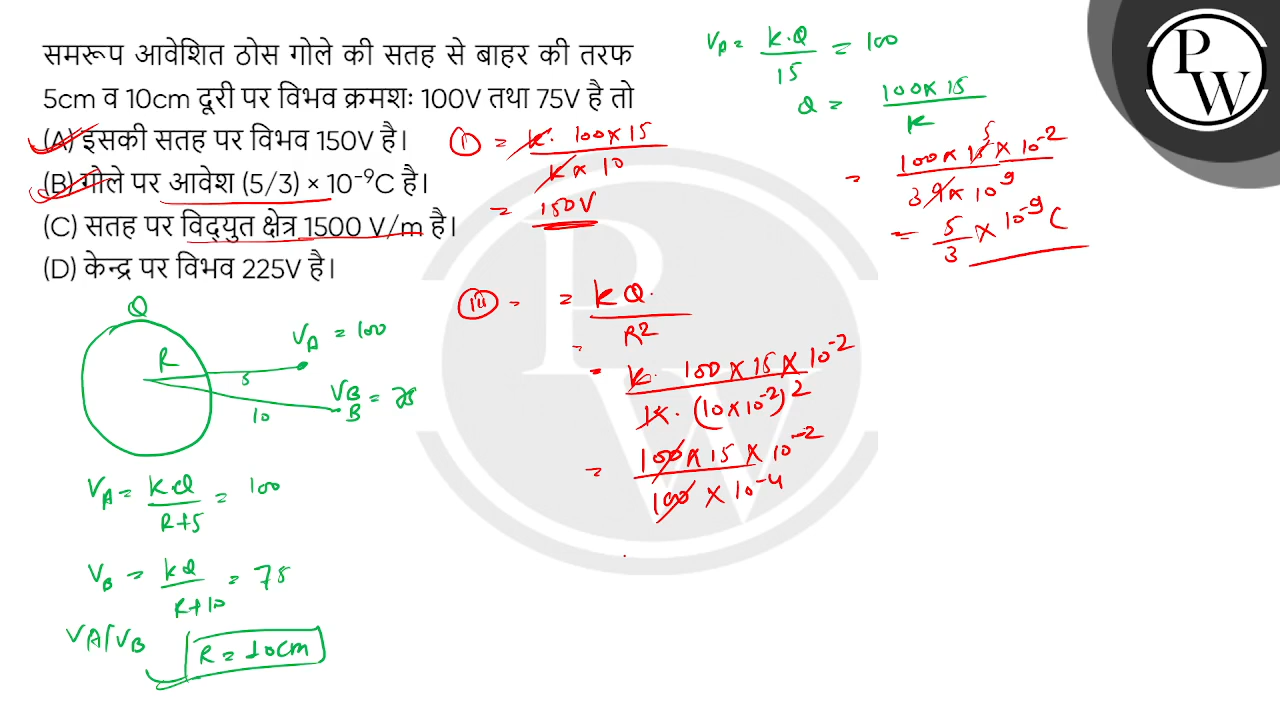 समरूप आवेशित ठोस गोले की सतह से बाहर की तरफ
5cm व 10cm दूरी पर विभव क्रमशः 100V तथा 75V है तो
(A) इसकी सतह पर विभव 150V है।
(B) गोले पर आवेश (5/3) × 10⁻⁹C है।
(C) सतह पर विद्युत क्षेत्र 1500 V/m है।
(D) केन्द्र पर विभव 225V है।
Q
R
V_A = 100
5
V_B = 75
B
10
V_A = KQ / R+5 = 100
V_B = KQ / R+10 = 75
V_A/V_B
R = 10cm
① = K. 100×15 / K × 10
= 150V
V_A = K.Q / 15 = 100
Q = 100×15 / K
= 100 × 15 × 10⁻² / 9 × 10⁹
5
3
= 5/3 × 10⁻⁹ C
(iii) = = KQ. / R²
= K. 100 × 15 × 10⁻² / K. (10×10⁻²)²
= 100 × 15 × 10⁻² / 100 × 10⁻⁴
P
W